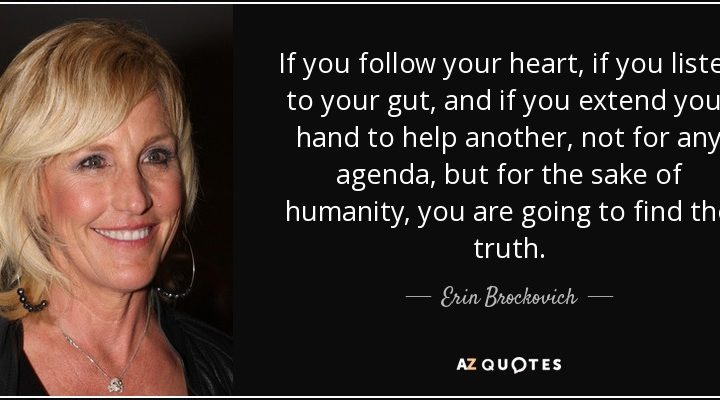 If you follow your heart, if you liste
to your gut, and if you extend you
hand to help another, not for any
agenda, but for the sake of
humanity, you are going to find the
truth.
Erin Brockovich
AZ QUOTES